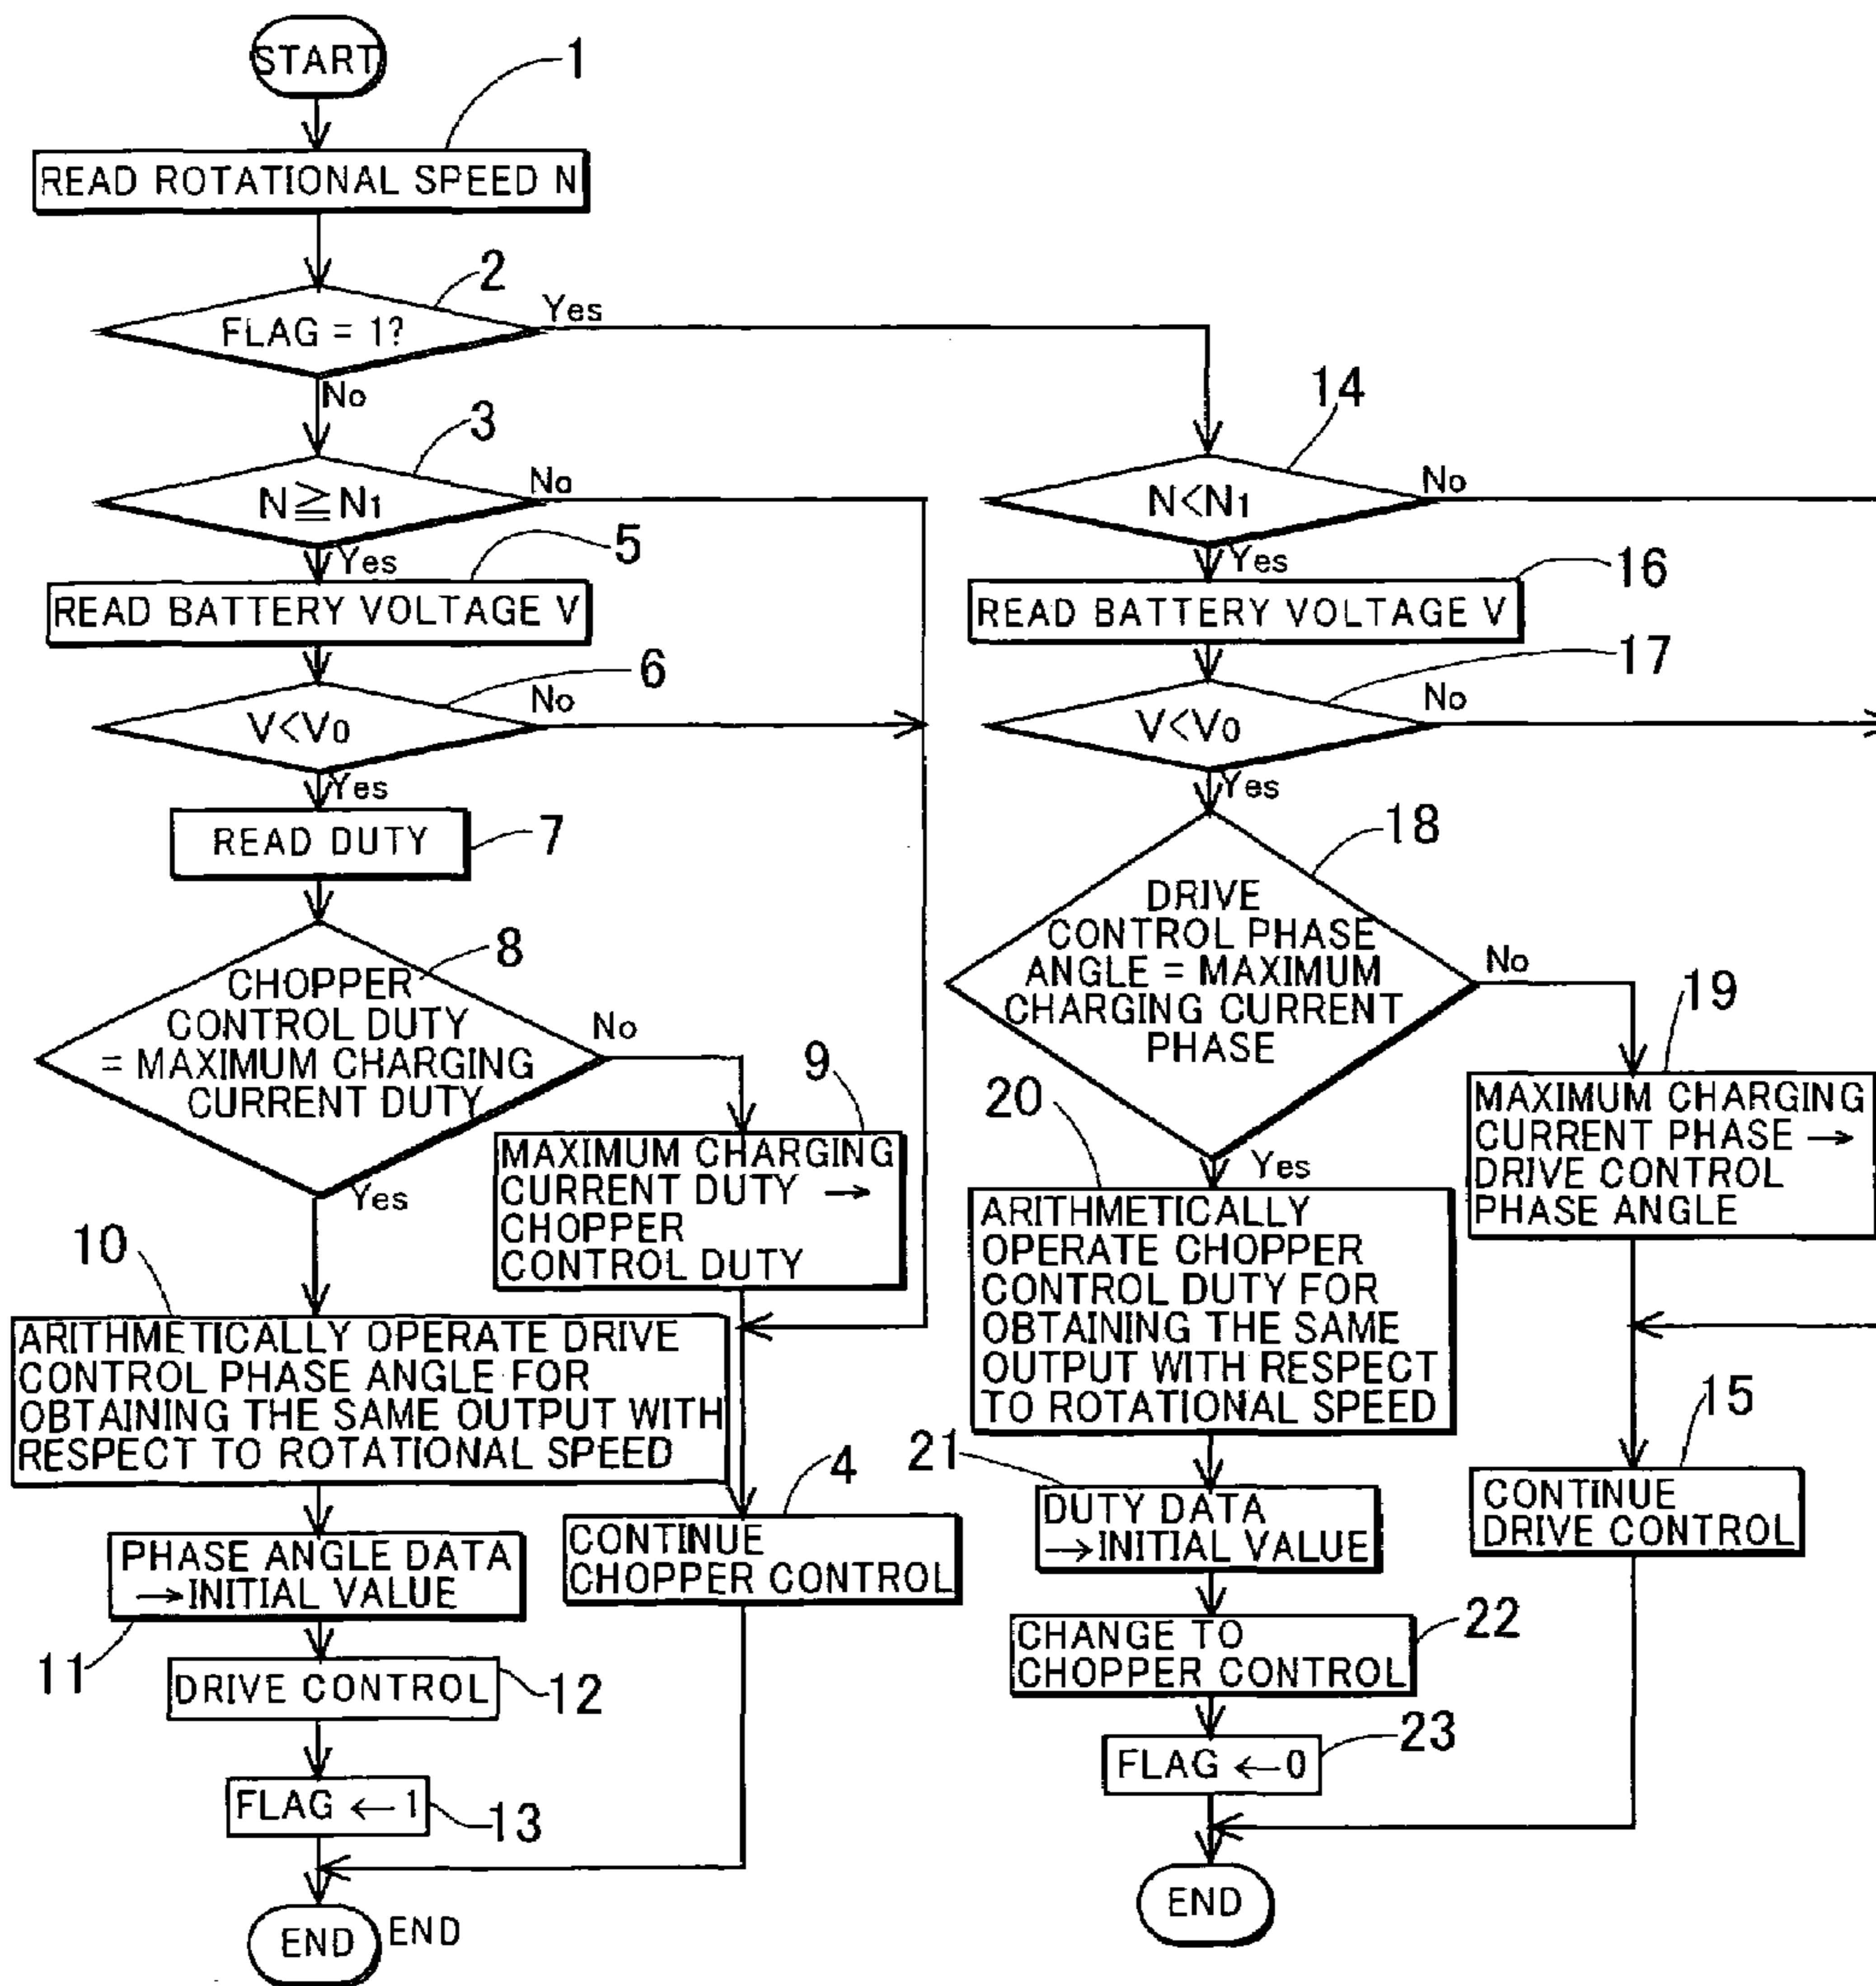 START
1
READ ROTATIONAL SPEED N
2
FLAG = 1?
Yes
No
3
N≧N1
No
Yes
5
READ BATTERY VOLTAGE V
6
V<V0
No
Yes
READ DUTY
7
8
CHOPPER
CONTROL DUTY
= MAXIMUM CHARGING
CURRENT DUTY
No
Yes
9
MAXIMUM CHARGING
CURRENT DUTY →
CHOPPER
CONTROL DUTY
10
ARITHMETICALLY OPERATE DRIVE
CONTROL PHASE ANGLE FOR
OBTAINING THE SAME OUTPUT WITH
RESPECT TO ROTATIONAL SPEED
4
CONTINUE
CHOPPER CONTROL
PHASE ANGLE DATA
→INITIAL VALUE
11
DRIVE CONTROL
12
FLAG ← 1
13
END
END
14
N<N1
No
Yes
16
READ BATTERY VOLTAGE V
17
V<V0
No
Yes
18
DRIVE
CONTROL PHASE
ANGLE = MAXIMUM
CHARGING CURRENT
PHASE
No
Yes
19
MAXIMUM CHARGING
CURRENT PHASE →
DRIVE CONTROL
PHASE ANGLE
20
ARITHMETICALLY
OPERATE CHOPPER
CONTROL DUTY FOR
OBTAINING THE SAME
OUTPUT WITH RESPECT
TO ROTATIONAL SPEED
15
CONTINUE
DRIVE CONTROL
21
DUTY DATA
→INITIAL VALUE
22
CHANGE TO
CHOPPER CONTROL
23
FLAG ←0
END